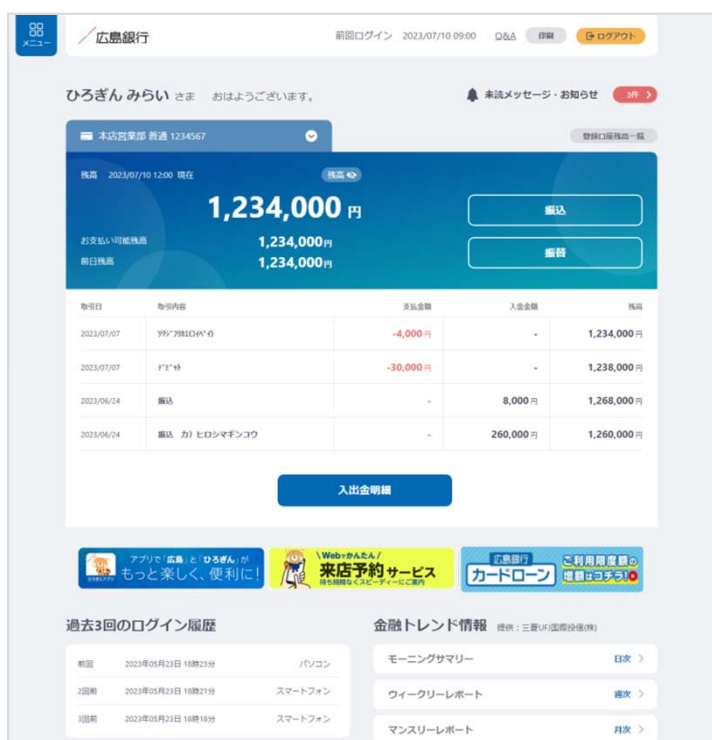 メニュー
広島銀行
前回ログイン 2023/07/10 09:00 Q&A 印刷 ログアウト
ひろぎん みらい さま おはようございます。
未読メッセージ・お知らせ 3件
本店営業部 普通 1234567
登録口座残高一覧
残高 2023/07/10 12:00 現在 残高
1,234,000 円
振込
お支払い可能残高 1,234,000円
前日残高 1,234,000円
振替
取引日 取引内容 支払金額 入金金額 残高
2023/07/07 -4,000円 - 1,234,000円
2023/07/07 ﾃﾞﾋﾞｯﾄ -30,000円 - 1,238,000円
2023/06/24 振込 - 8,000円 1,268,000円
2023/06/24 振込 カ）ヒロシマギンコウ - 260,000円 1,260,000円
入出金明細
アプリで「広島」と「ひろぎん」が
もっと楽しく、便利に!
\Webでかんたん/
来店予約サービス
待ち時間なくスピーディーにご案内
広島銀行
カードローン
ご利用限度額の
増額はコチラ!
過去3回のログイン履歴
前回 2023年05月23日 18時23分 パソコン
2回前 2023年05月23日 18時21分 スマートフォン
3回前 2023年05月23日 18時18分 スマートフォン
金融トレンド情報 提供：三菱UFJ国際投信(株)
モーニングサマリー 日次
ウィークリーレポート 週次
マンスリーレポート 月次